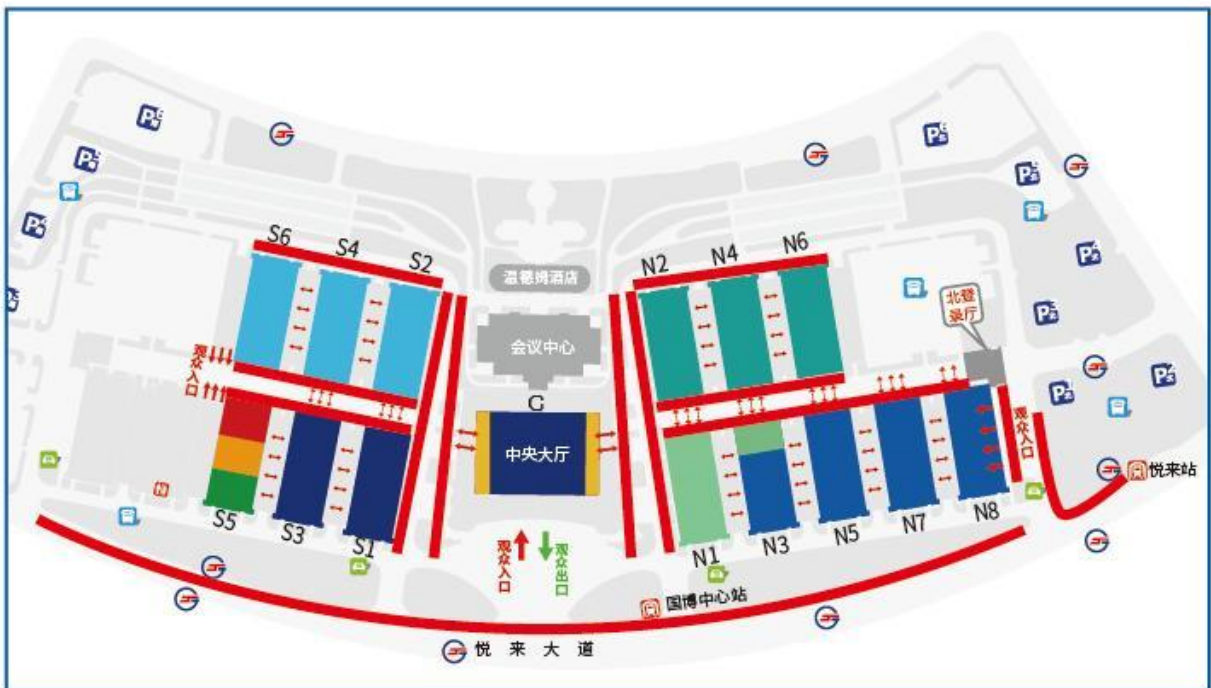 S6
S4
S2
N2
N4
N6
温德姆酒店
会议中心
北登
录厅
观众入口
G
中央大厅
观众入口
悦来站
S5
S3
S1
N1
N3
N5
N7
N8
观众入口
观众出口
国博中心站
悦来大道
P
P
P
P
P
P
P
P
P